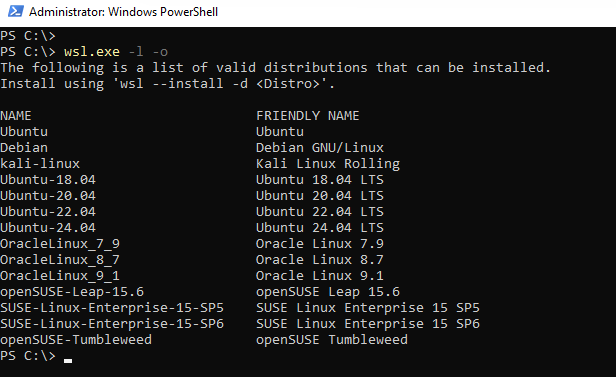 Administrator: Windows PowerShell
PS C:\>
PS C:\> wsl.exe -l -o
The following is a list of valid distributions that can be installed.
Install using 'wsl --install -d <Distro>'.
NAME FRIENDLY NAME
Ubuntu Ubuntu
Debian Debian GNU/Linux
kali-linux Kali Linux Rolling
Ubuntu-18.04 Ubuntu 18.04 LTS
Ubuntu-20.04 Ubuntu 20.04 LTS
Ubuntu-22.04 Ubuntu 22.04 LTS
Ubuntu-24.04 Ubuntu 24.04 LTS
OracleLinux_7_9 Oracle Linux 7.9
OracleLinux_8_7 Oracle Linux 8.7
OracleLinux_9_1 Oracle Linux 9.1
openSUSE-Leap-15.6 openSUSE Leap 15.6
SUSE-Linux-Enterprise-15-SP5 SUSE Linux Enterprise 15 SP5
SUSE-Linux-Enterprise-15-SP6 SUSE Linux Enterprise 15 SP6
openSUSE-Tumbleweed openSUSE Tumbleweed
PS C:\>